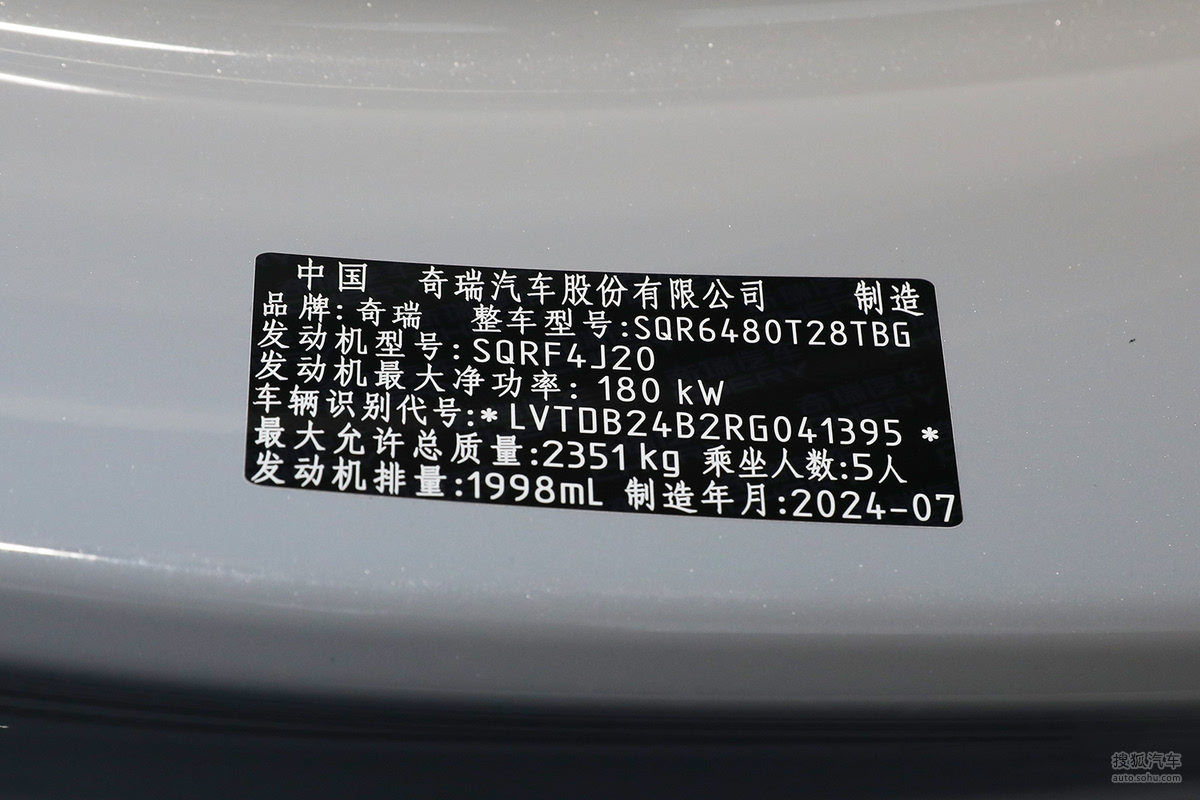 中国 奇瑞汽车股份有限公司 制造
品牌:奇瑞 整车型号:SQR6480T28TBG
发动机型号:SQRF4J20
发动机最大净功率: 180 kW
车辆识别代号:*LVTDB24B2RG041395*
最大允许总质量:2351kg 乘坐人数:5人
发动机排量:1998mL 制造年月:2024-07
搜狐汽车
auto.sohu.com